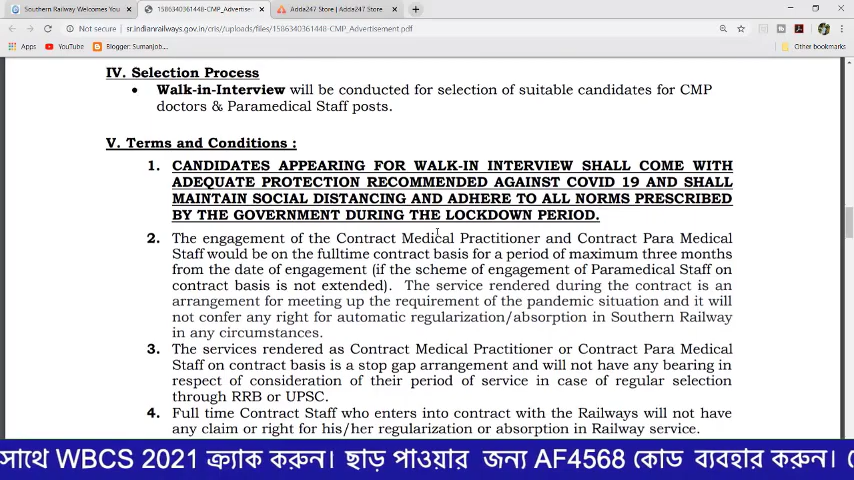 Southern Railway Welcomes You
1586340361448-CMP_Advertisemen
Adda247 Store | Adda247 Store
Not secure | sr.indianrailways.gov.in/cris/uploads/files/1586340361448-CMP_Advertisement.pdf
Apps YouTube Blogger: Sumanjob... Other bookmarks
IV. Selection Process
• Walk-in-Interview will be conducted for selection of suitable candidates for CMP
doctors & Paramedical Staff posts.
V. Terms and Conditions :
1. CANDIDATES APPEARING FOR WALK-IN INTERVIEW SHALL COME WITH
ADEQUATE PROTECTION RECOMMENDED AGAINST COVID 19 AND SHALL
MAINTAIN SOCIAL DISTANCING AND ADHERE TO ALL NORMS PRESCRIBED
BY THE GOVERNMENT DURING THE LOCKDOWN PERIOD.
2. The engagement of the Contract Medical Practitioner and Contract Para Medical
Staff would be on the fulltime contract basis for a period of maximum three months
from the date of engagement (if the scheme of engagement of Paramedical Staff on
contract basis is not extended). The service rendered during the contract is an
arrangement for meeting up the requirement of the pandemic situation and it will
not confer any right for automatic regularization/absorption in Southern Railway
in any circumstances.
3. The services rendered as Contract Medical Practitioner or Contract Para Medical
Staff on contract basis is a stop gap arrangement and will not have any bearing in
respect of consideration of their period of service in case of regular selection
through RRB or UPSC.
4. Full time Contract Staff who enters into contract with the Railways will not have
any claim or right for his/her regularization or absorption in Railway service.
সাথে WBCS 2021 ক্র্যাক করুন। ছাড় পাওয়ার জন্য AF4568 কোড ব্যবহার করুন।